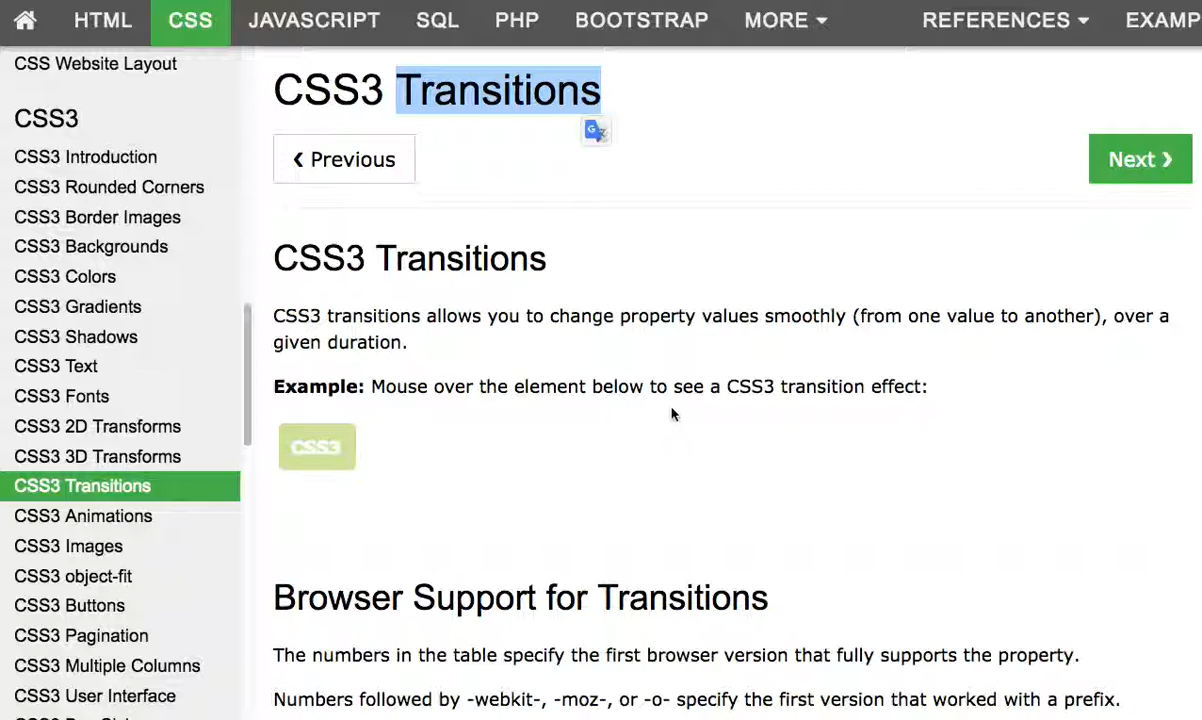 HTML CSS JAVASCRIPT SQL PHP BOOTSTRAP MORE REFERENCES EXAMP
CSS Website Layout
CSS3
CSS3 Introduction
CSS3 Rounded Corners
CSS3 Border Images
CSS3 Backgrounds
CSS3 Colors
CSS3 Gradients
CSS3 Shadows
CSS3 Text
CSS3 Fonts
CSS3 2D Transforms
CSS3 3D Transforms
CSS3 Transitions
CSS3 Animations
CSS3 Images
CSS3 object-fit
CSS3 Buttons
CSS3 Pagination
CSS3 Multiple Columns
CSS3 User Interface
CSS3 Transitions
❮ Previous
Next ❯
CSS3 Transitions
CSS3 transitions allows you to change property values smoothly (from one value to another), over a
given duration.
Example: Mouse over the element below to see a CSS3 transition effect:
CSS3
Browser Support for Transitions
The numbers in the table specify the first browser version that fully supports the property.
Numbers followed by -webkit-, -moz-, or -o- specify the first version that worked with a prefix.